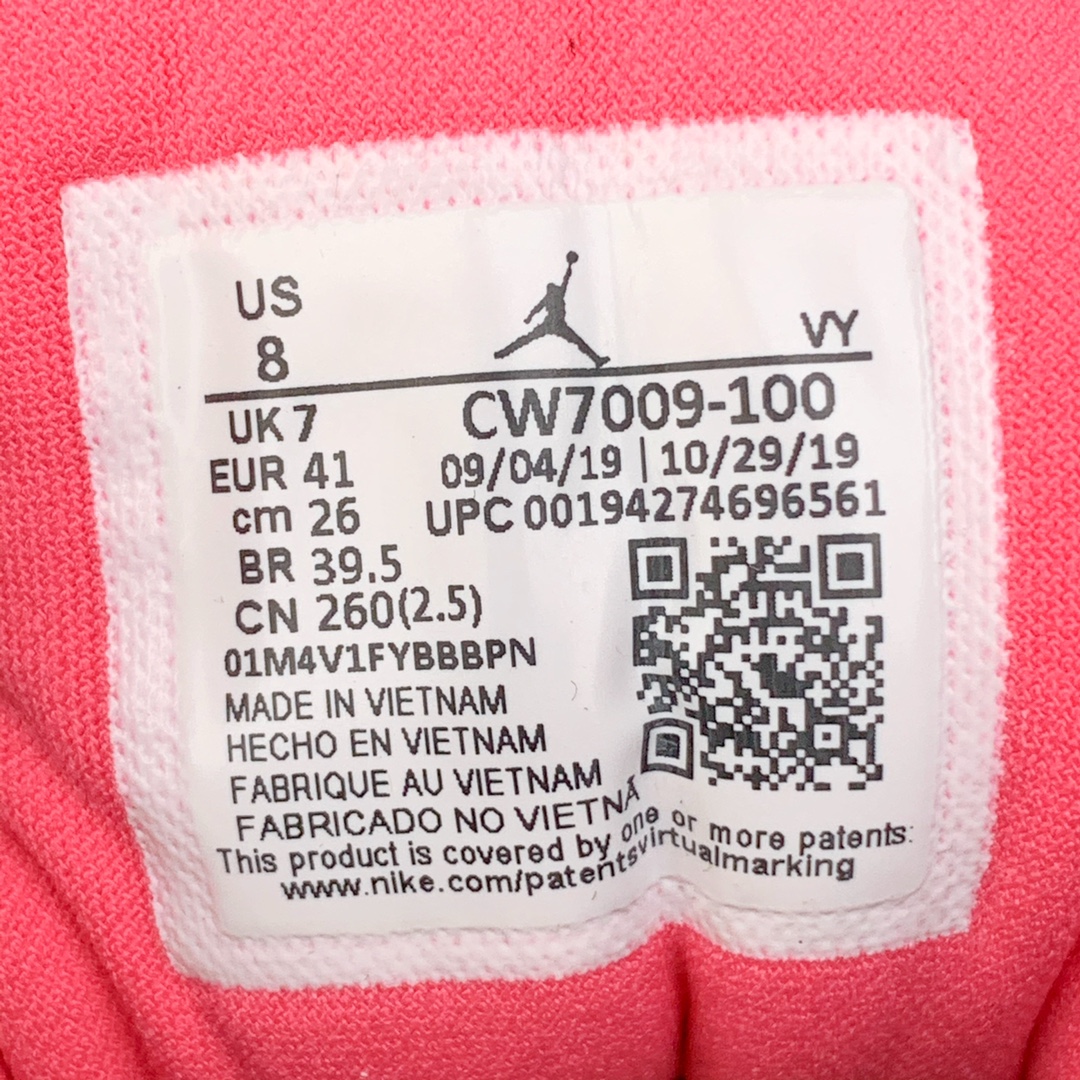 US
8
VY
UK 7
CW7009-100
EUR 41
09/04/19 | 10/29/19
cm 26
UPC 00194274696561
BR 39.5
CN 260(2.5)
01M4V1FYBBBPN
MADE IN VIETNAM
HECHO EN VIETNAM
FABRIQUE AU VIETNAM
FABRICADO NO VIETNÃ
This product is covered by one or more patents:
www.nike.com/patentsvirtualmarking